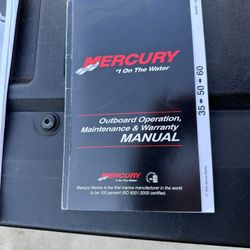 MERCURY
#1 On The Water
Outboard Operation,
Maintenance & Warranty
MANUAL
35 • 50 • 60
MERCURY
#1 On The Water
Mercury Marine is the first marine manufacturer in the world
to be 100 percent ISO 9001:2000 certified.